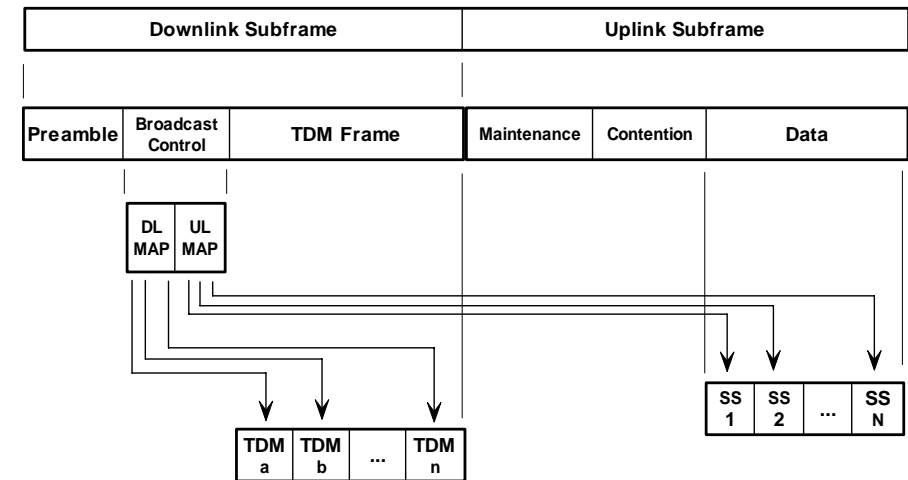 Downlink Subframe
Uplink Subframe
Preamble
Broadcast
Control
TDM Frame
Maintenance
Contention
Data
DL
MAP
UL
MAP
SS
1
SS
2
...
SS
N
TDM
a
TDM
b
...
TDM
n